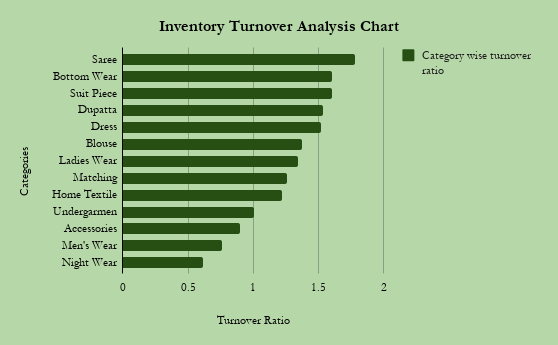 Inventory Turnover Analysis Chart
Category wise turnover
ratio
Categories
Saree
Bottom Wear
Suit Piece
Dupatta
Dress
Blouse
Ladies Wear
Matching
Home Textile
Undergarmen
Accessories
Men's Wear
Night Wear
0 0.5 1 1.5 2
Turnover Ratio